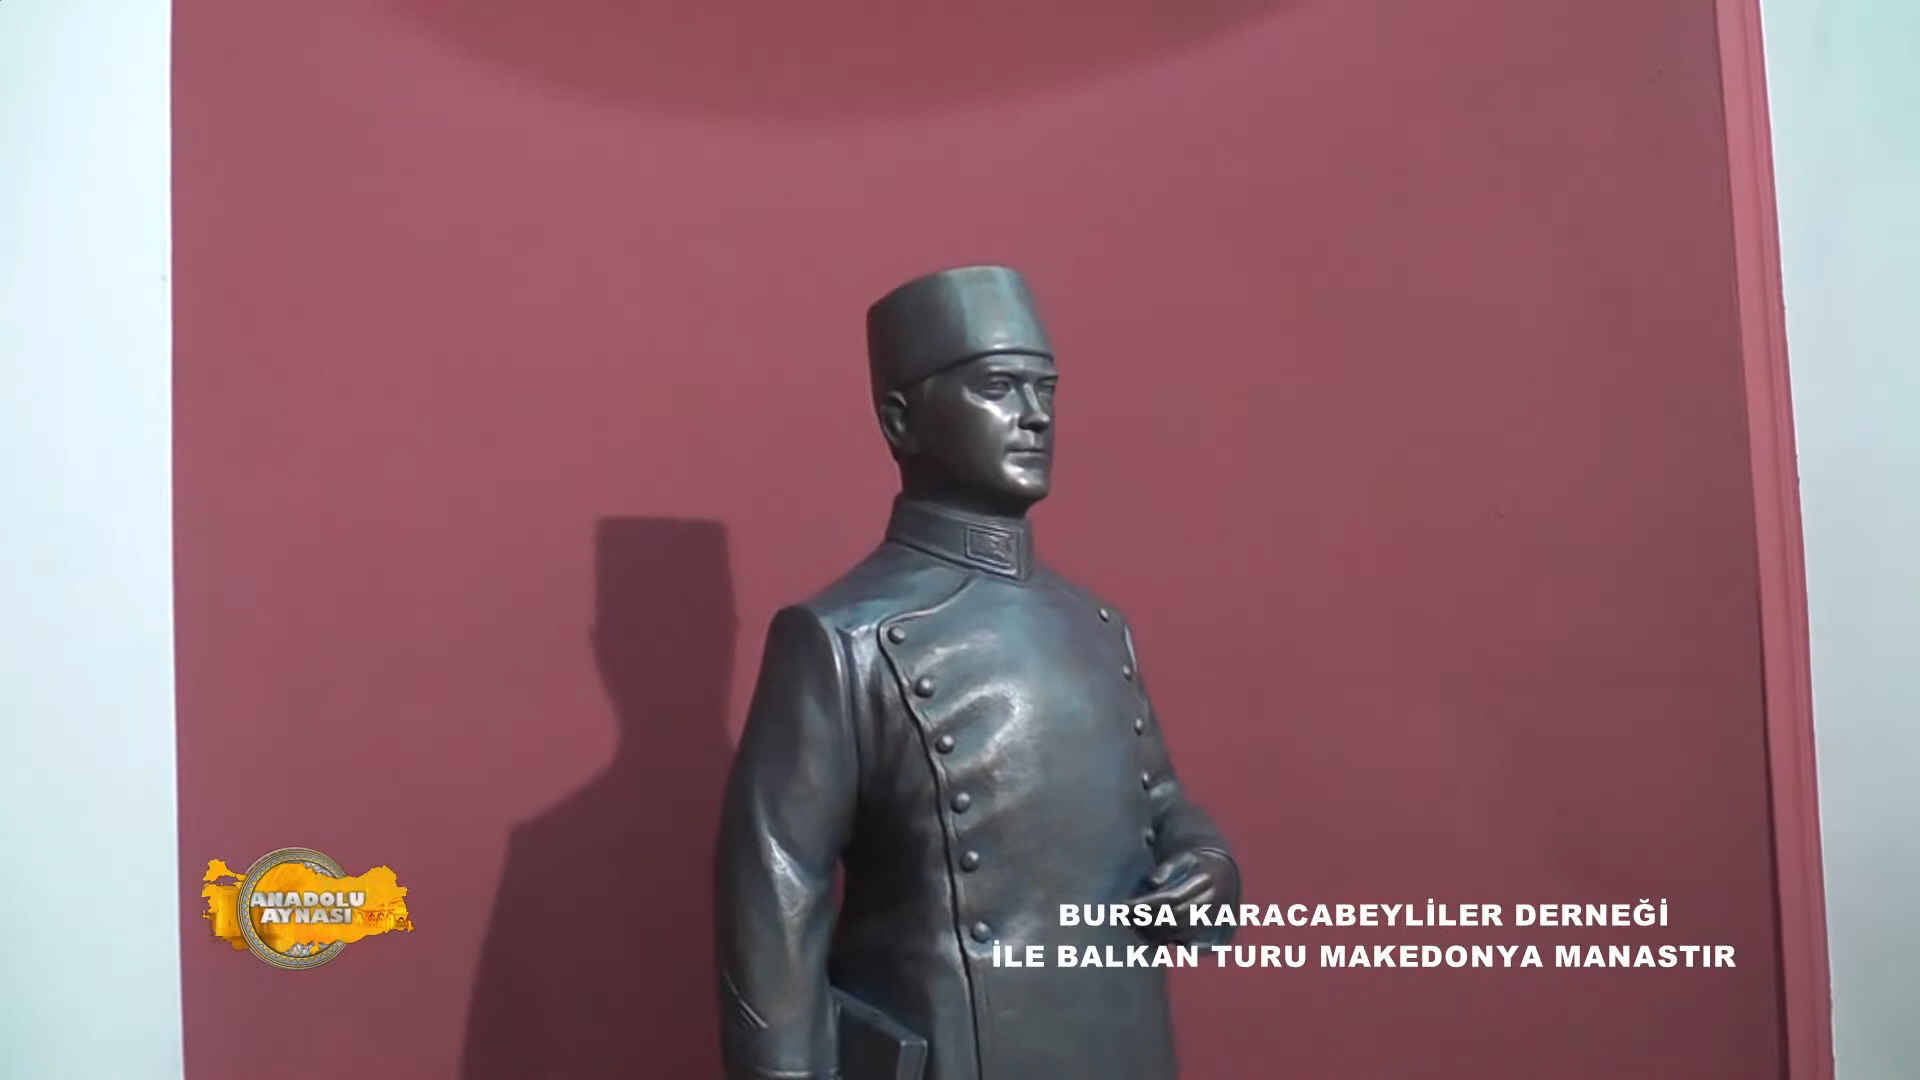 ANADOLU
AYNASI
BURSA KARACABEYLİLER DERNEĞİ
İLE BALKAN TURU MAKEDONYA MANASTIR